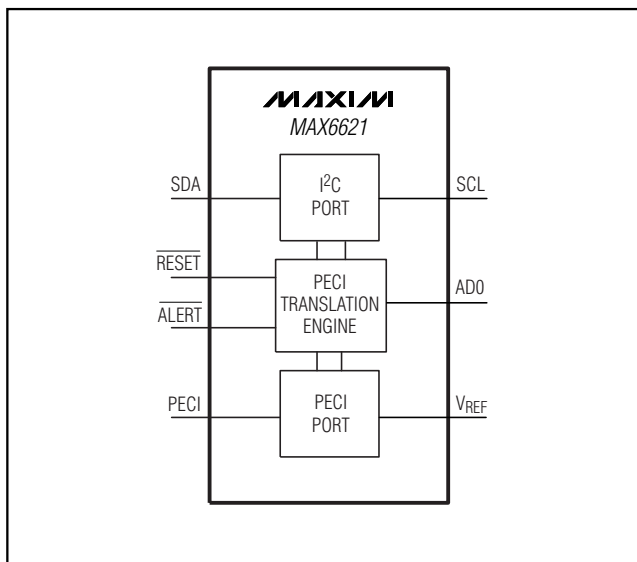 MAXIM
MAX6621
SDA
I²C
PORT
SCL
RESET
ALERT
PECI
TRANSLATION
ENGINE
AD0
PECI
PECI
PORT
VREF